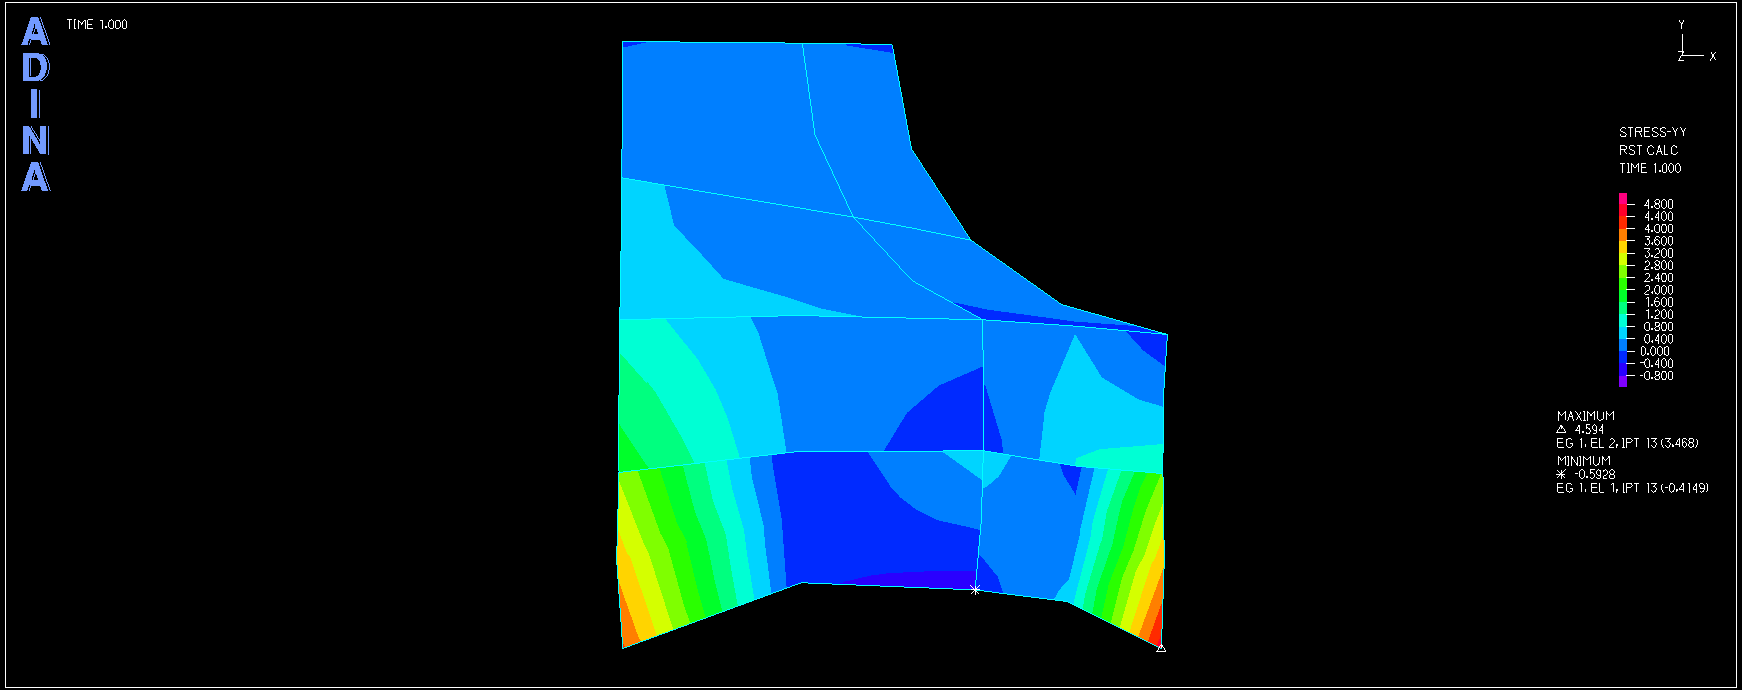 ADINA
TIME 1.000
Y
Z X
STRESS-YY
RST CALC
TIME 1.000
4.800
4.400
4.000
3.600
3.200
2.800
2.400
2.000
1.600
1.200
0.800
0.400
0.000
-0.400
-0.800
MAXIMUM
△ 4.594
EG 1, EL 2, IPT 13 (3.468)
MINIMUM
✳ -0.5928
EG 1, EL 1, IPT 13 (-0.4149)